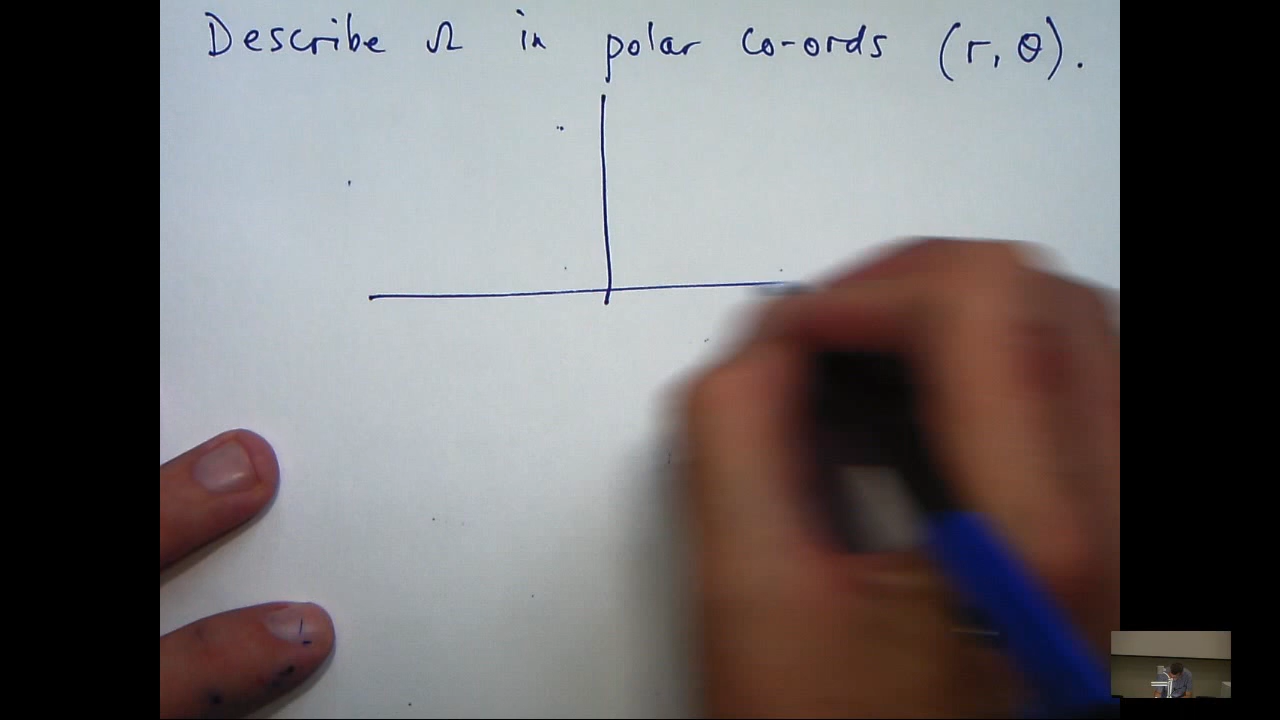 Describe Ω in polar co-ords (r, θ).